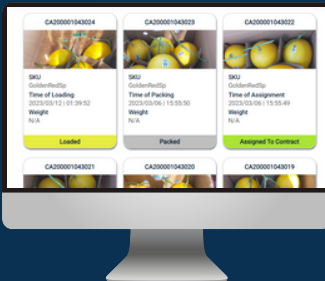 CA200001043024 CA200001043023 CA200001043022
SKU SKU SKU
GoldenRedSp GoldenRedSp GoldenRedSp
Time of Loading Time of Packing Time of Assignment
2023/03/12 | 01:39:52 2023/03/06 | 15:55:50 2023/03/06 | 15:55:49
Weight Weight Weight
N/A N/A N/A
Loaded Packed Assigned To Contract
CA200001043021 CA200001043020 CA200001043019